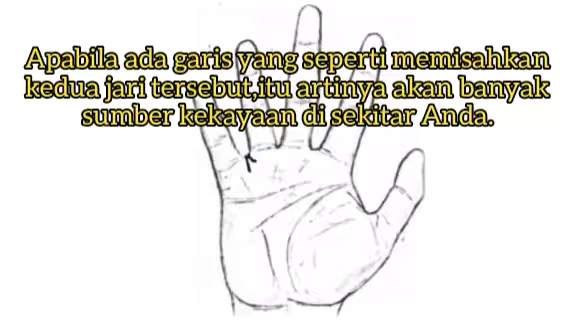 Apabila ada garis yang seperti memisahkan
kedua jari tersebut,itu artinya akan banyak
sumber kekayaan di sekitar Anda.